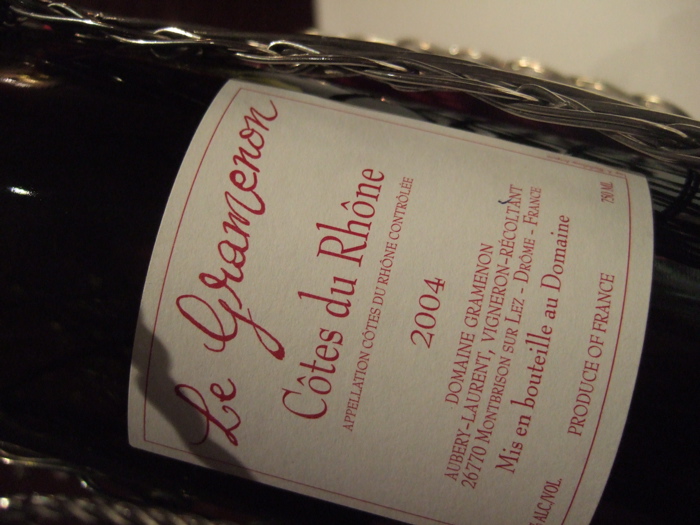 Le Gramenon
Côtes du Rhône
APPELLATION CÔTES DU RHÔNE CONTRÔLÉE
2004
DOMAINE GRAMENON
AUBERY-LAURENT, VIGNERON-RÉCOLTANT
26770 MONTBRISON SUR LEZ - DRÔME - FRANCE
Mis en bouteille au Domaine
750 ML
PRODUCE OF FRANCE
% ALC./VOL.